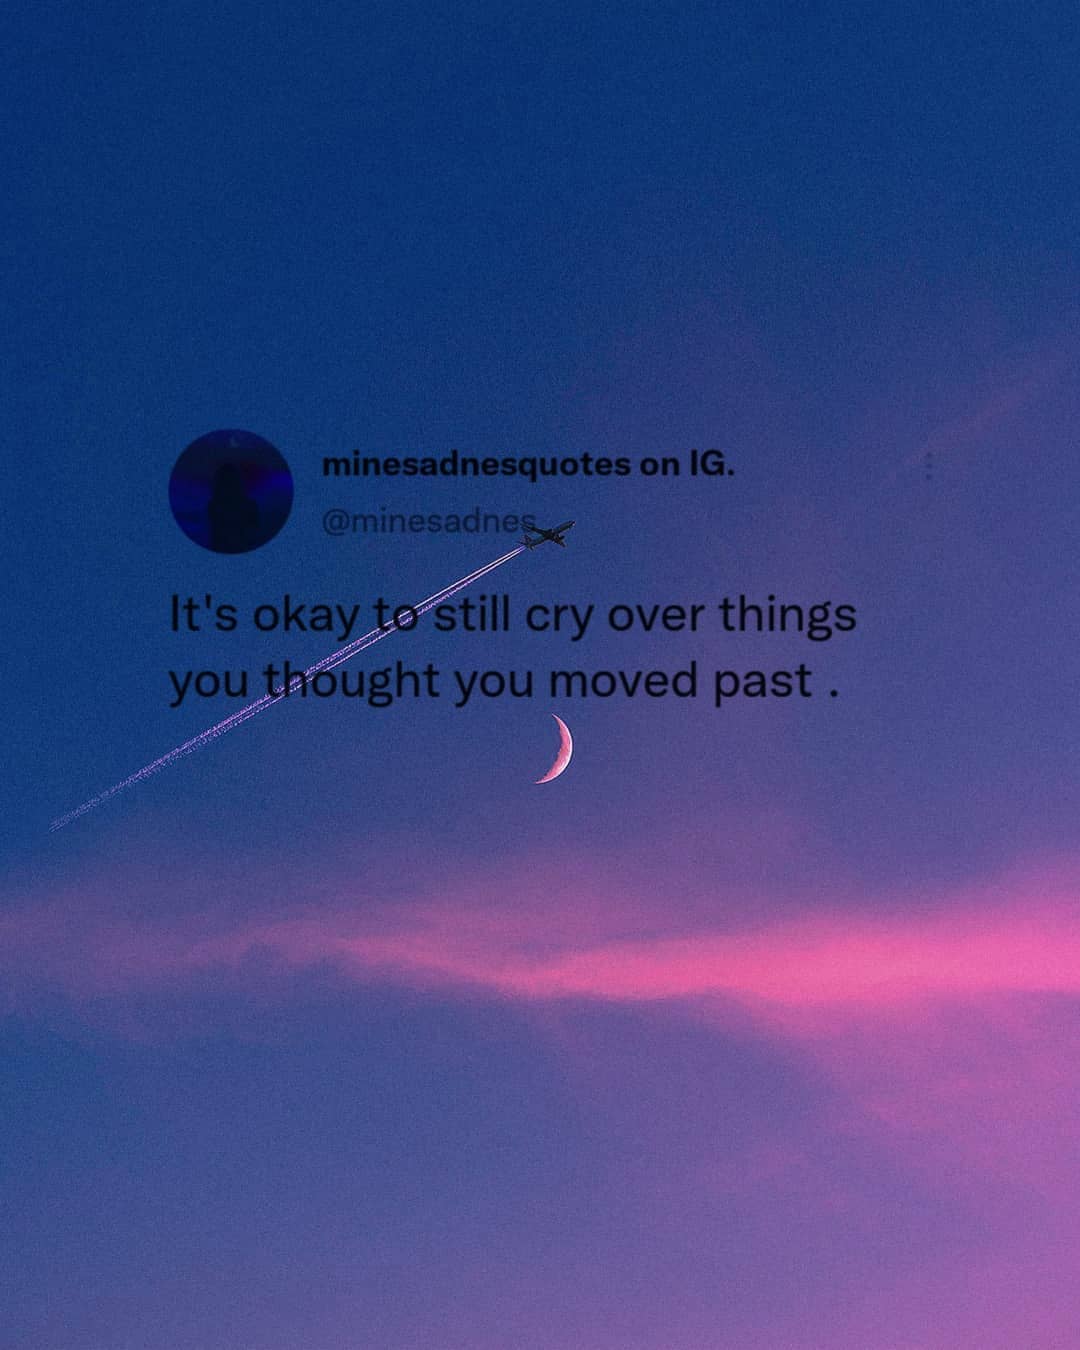 minesadnesquotes on IG.
@minesadnes
It's okay to still cry over things
you thought you moved past .